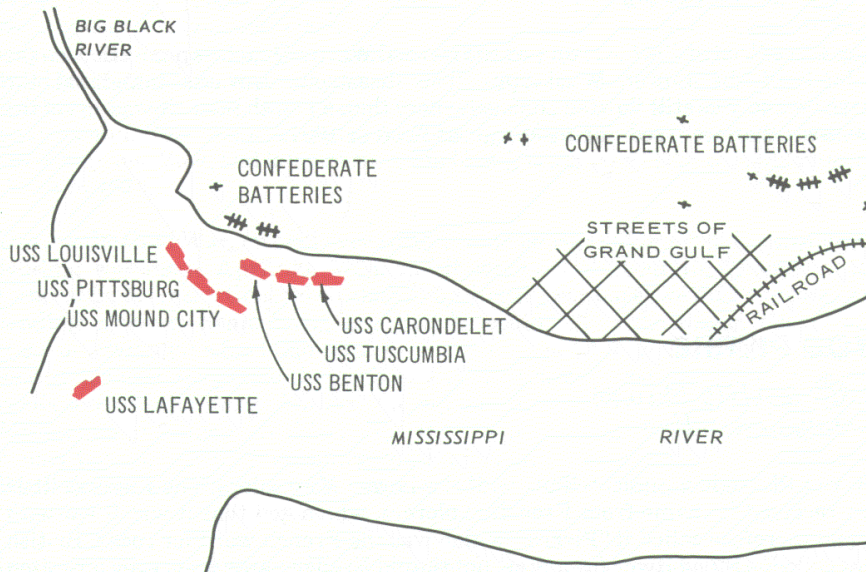 BIG BLACK
RIVER
CONFEDERATE
BATTERIES
CONFEDERATE BATTERIES
STREETS OF
GRAND GULF
RAILROAD
USS LOUISVILLE
USS PITTSBURG
USS MOUND CITY
USS CARONDELET
USS TUSCUMBIA
USS BENTON
USS LAFAYETTE
MISSISSIPPI RIVER